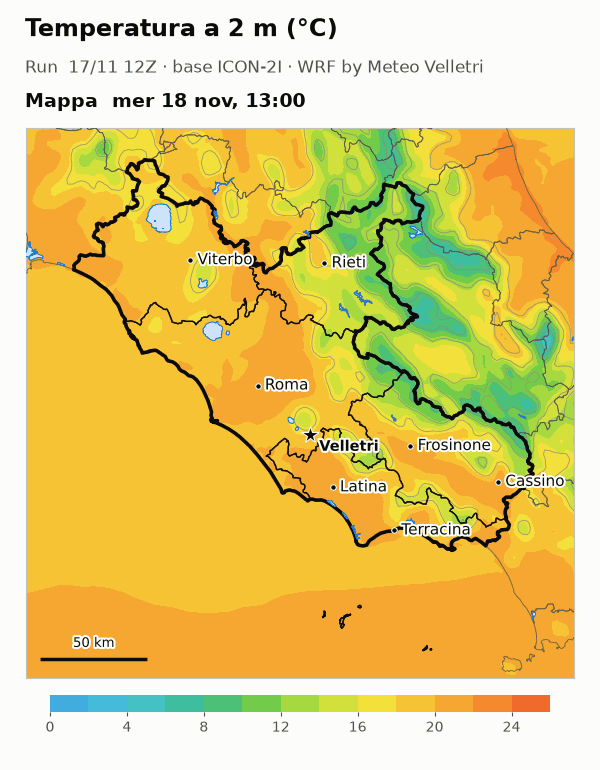 Temperatura a 2 m (°C)
Run  17/11 12Z · base ICON-2I · WRF by Meteo Velletri
Mappa  mer 18 nov, 13:00
Viterbo
Rieti
Roma
Velletri
Frosinone
Cassino
Latina
Terracina
50 km
0 4 8 12 16 20 24